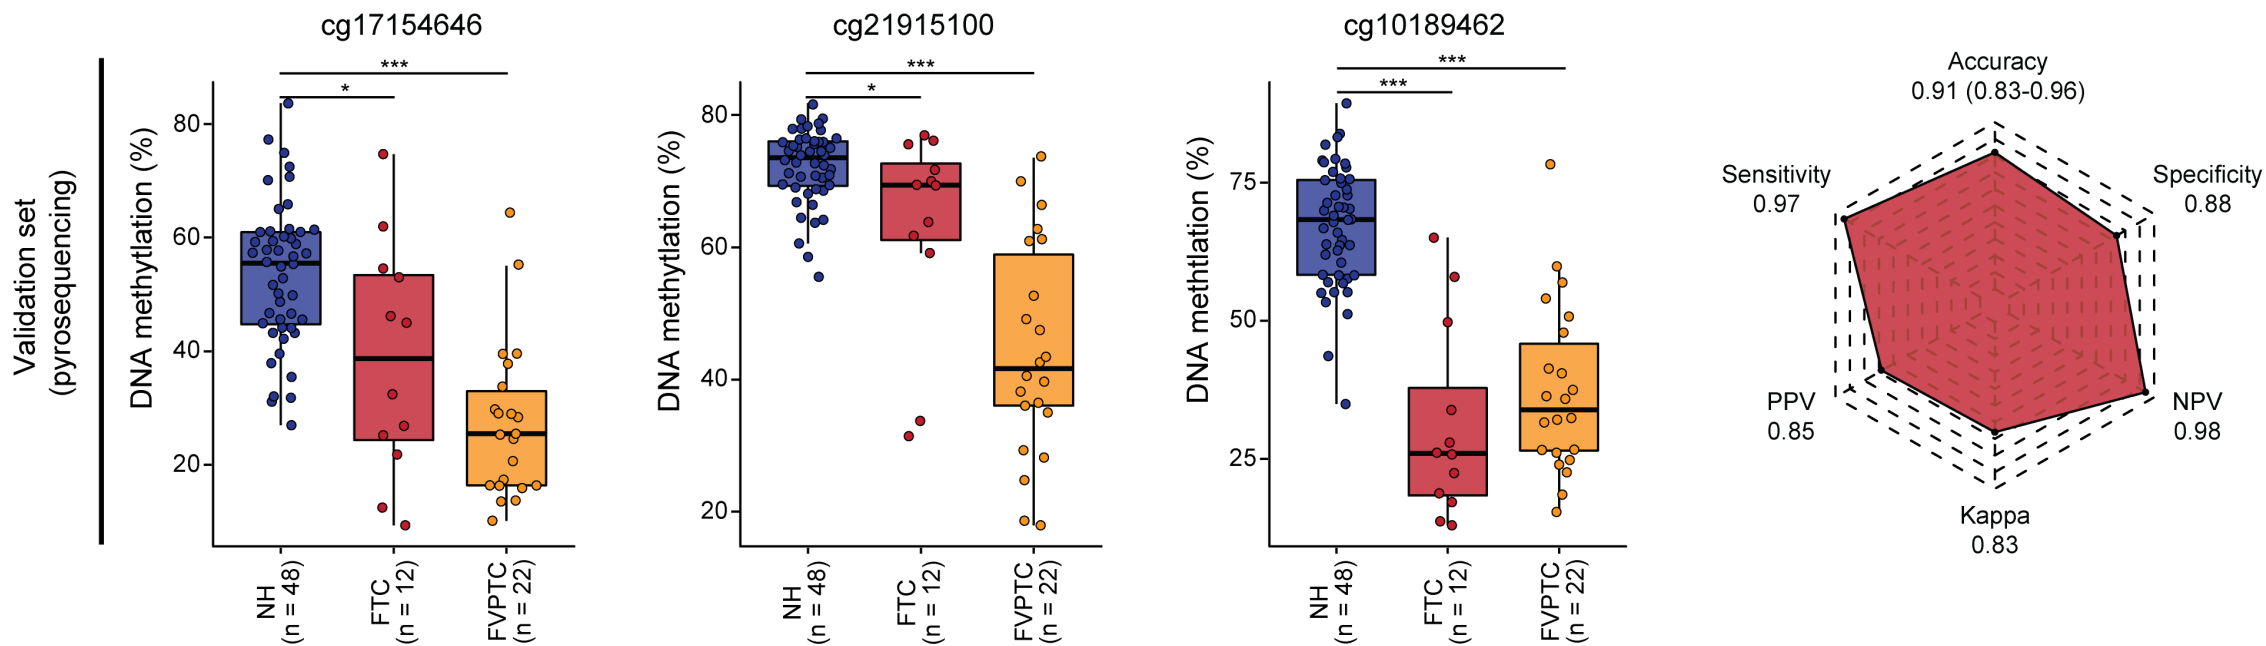 Validation set
(pyrosequencing)
cg17154646
DNA methytlation (%)
80
60
40
20
***
*
NH
(n = 48)
FTC
(n = 12)
FVPTC
(n = 22)
cg21915100
DNA methytlation (%)
80
60
40
20
***
*
NH
(n = 48)
FTC
(n = 12)
FVPTC
(n = 22)
cg10189462
DNA methtlation (%)
75
50
25
***
***
NH
(n = 48)
FTC
(n = 12)
FVPTC
(n = 22)
Accuracy
0.91 (0.83-0.96)
Sensitivity
0.97
Specificity
0.88
PPV
0.85
NPV
0.98
Kappa
0.83